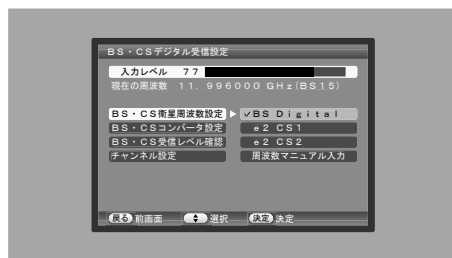 BS・CSデジタル受信設定
入力レベル 77
現在の周波数 11.996000GHz(BS15)
BS・CS衛星周波数設定 ▶ ✓BS Digital
BS・CSコンバータ設定 e2 CS1
BS・CS受信レベル確認 e2 CS2
チャンネル設定 周波数マニュアル入力
戻る 前画面 選択 決定 決定